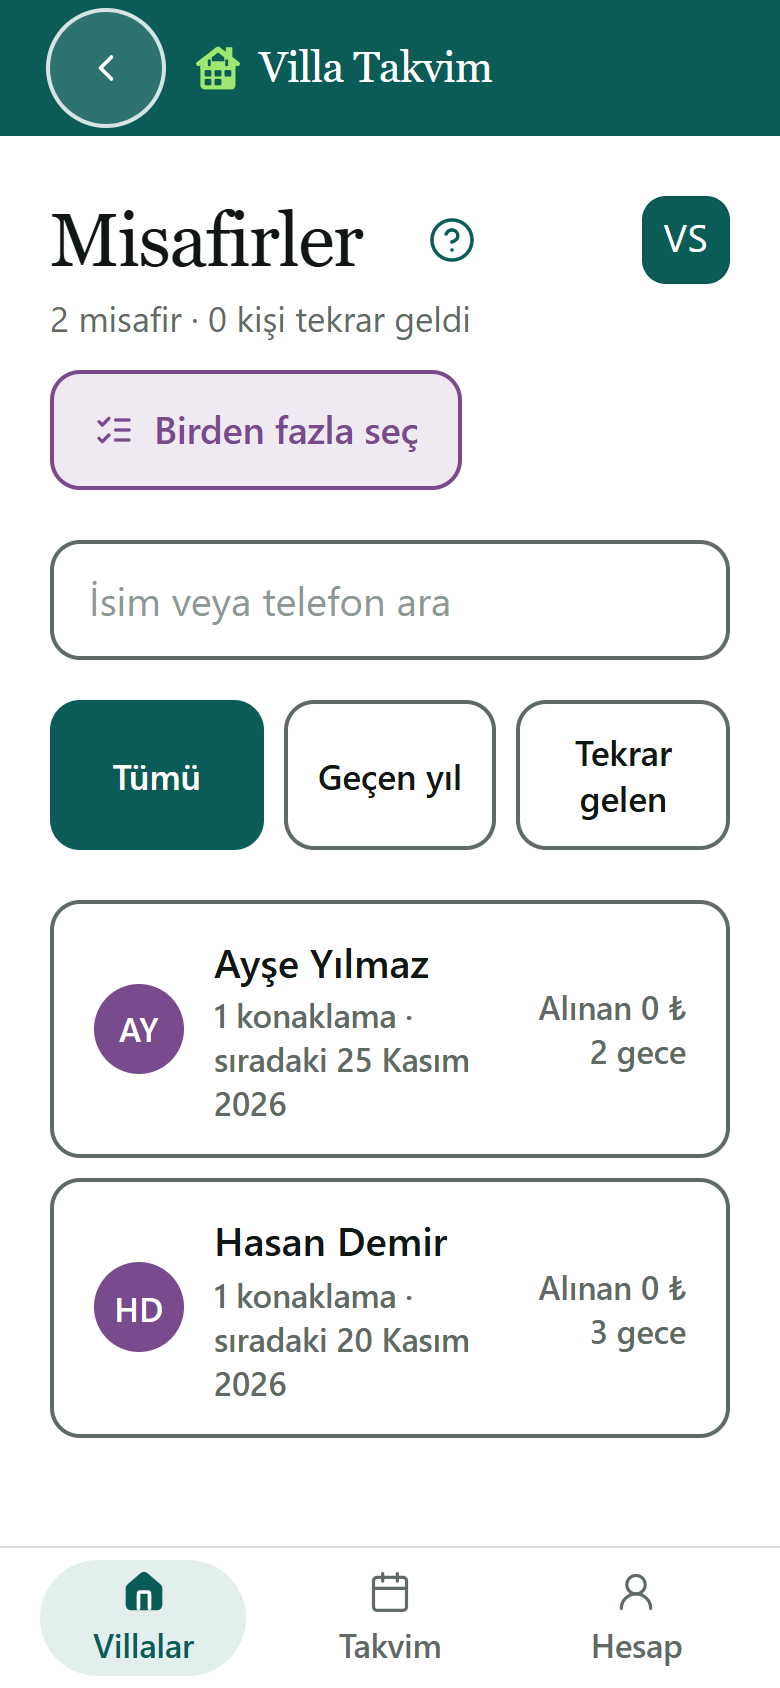 Villa Takvim
Misafirler
VS
2 misafir · 0 kişi tekrar geldi
Birden fazla seç
İsim veya telefon ara
Tümü
Geçen yıl
Tekrar
gelen
AY
Ayşe Yılmaz
1 konaklama ·
sıradaki 25 Kasım
2026
Alınan 0 ₺
2 gece
HD
Hasan Demir
1 konaklama ·
sıradaki 20 Kasım
2026
Alınan 0 ₺
3 gece
Villalar
Takvim
Hesap